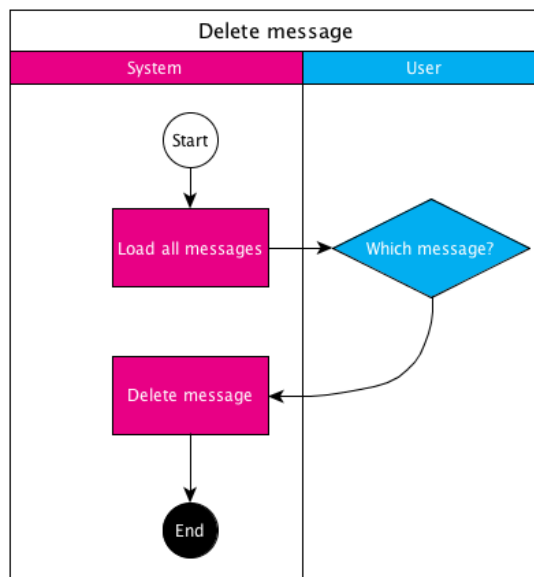 Delete message
System
User
Start
Load all messages
Which message?
Delete message
End